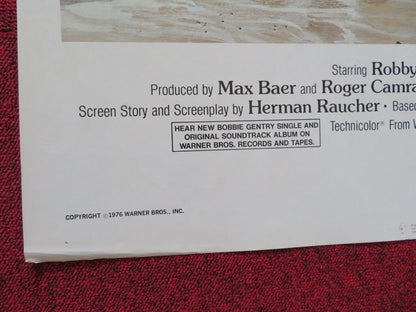 Starring Robby
Produced by Max Baer and Roger Camra
Screen Story and Screenplay by Herman Raucher • Based
HEAR NEW BOBBIE GENTRY SINGLE AND
ORIGINAL SOUNDTRACK ALBUM ON
WARNER BROS. RECORDS AND TAPES.
Technicolor® From W
COPYRIGHT ©1976 WARNER BROS., INC.